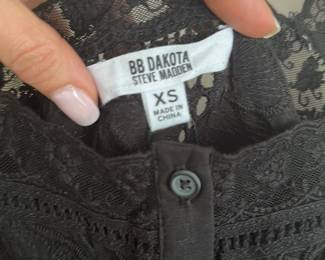 BB DAKOTA
STEVE MADDEN
XS
MADE IN
CHINA